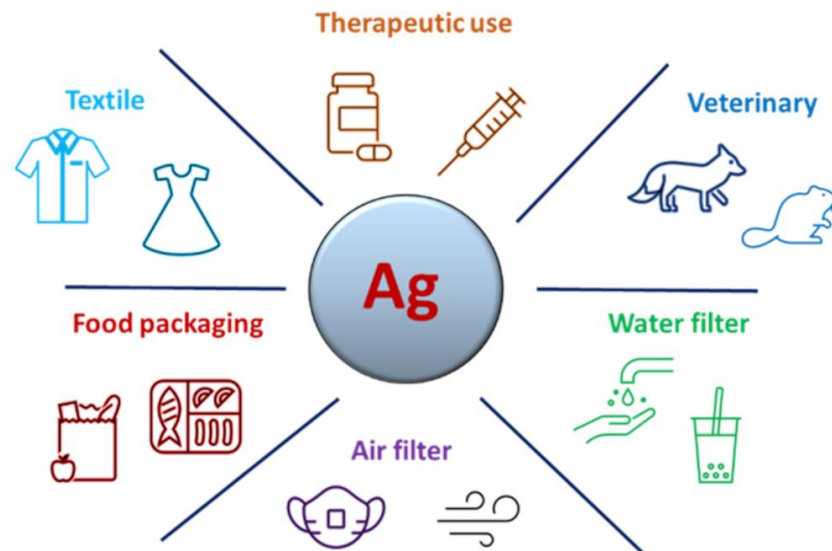 Therapeutic use
Textile
Veterinary
Ag
Food packaging
Water filter
Air filter